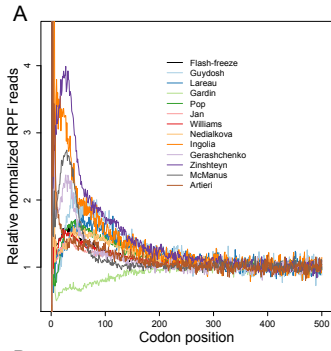 A
Relative normalized RPF reads
4
3
2
1
Flash-freeze
Guydosh
Lareau
Gardin
Pop
Jan
Williams
Nedialkova
Ingolia
Gerashchenko
Zinshteyn
McManus
Artieri
0 100 200 300 400 500
Codon position